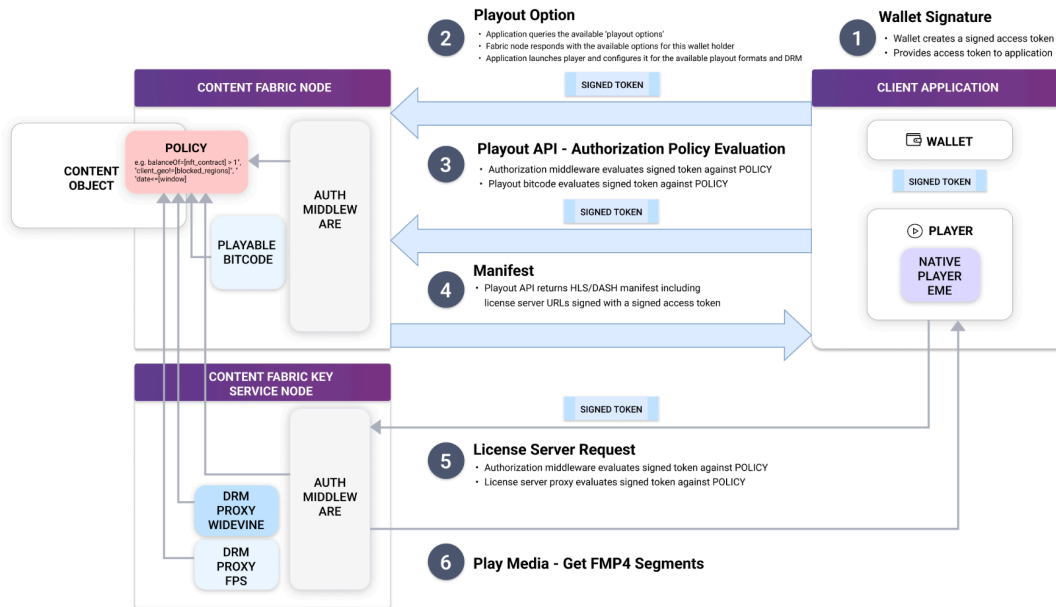 Playout Option
2
• Application queries the available 'playout options'
• Fabric node responds with the available options for this wallet holder
• Application launches player and configures it for the available playout formats and DRM
Wallet Signature
1
• Wallet creates a signed access token
• Provides access token to application
CONTENT FABRIC NODE
SIGNED TOKEN
CLIENT APPLICATION
CONTENT
OBJECT
POLICY
e.g. balanceOf=[nft_contract] > 1",
"client_geo!=[blocked_regions]", "
"date<=[window]
AUTH
MIDDLEW
ARE
PLAYABLE
BITCODE
3
Playout API - Authorization Policy Evaluation
• Authorization middleware evaluates signed token against POLICY
• Playout bitcode evaluates signed token against POLICY
WALLET
SIGNED TOKEN
SIGNED TOKEN
PLAYER
NATIVE
PLAYER
EME
4
Manifest
• Playout API returns HLS/DASH manifest including
license server URLs signed with a signed access token
CONTENT FABRIC KEY
SERVICE NODE
SIGNED TOKEN
AUTH
MIDDLEW
ARE
DRM
PROXY
WIDEVINE
DRM
PROXY
FPS
5
License Server Request
• Authorization middleware evaluates signed token against POLICY
• License server proxy evaluates signed token against POLICY
6
Play Media - Get FMP4 Segments